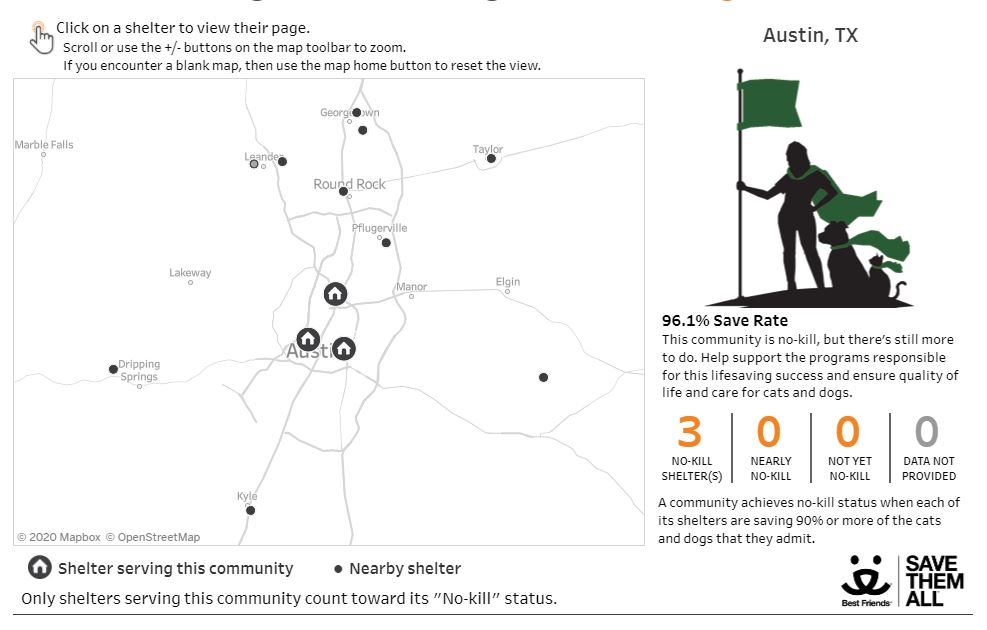 Click on a shelter to view their page.
Scroll or use the +/- buttons on the map toolbar to zoom.
If you encounter a blank map, then use the map home button to reset the view.
Austin, TX
Marble Falls
Leander
Round Rock
Taylor
Pflugerville
Lakeway
Manor
Elgin
Dripping
Springs
Kyle
© 2020 Mapbox © OpenStreetMap
Shelter serving this community
Nearby shelter
Only shelters serving this community count toward its "No-kill" status.
96.1% Save Rate
This community is no-kill, but there's still more
to do. Help support the programs responsible
for this lifesaving success and ensure quality of
life and care for cats and dogs.
3
NO-KILL
SHELTER(S)
0
NEARLY
NO-KILL
0
NOT YET
NO-KILL
0
DATA NOT
PROVIDED
A community achieves no-kill status when each of
its shelters are saving 90% or more of the cats
and dogs that they admit.
Best Friends
SAVE
THEM
ALL